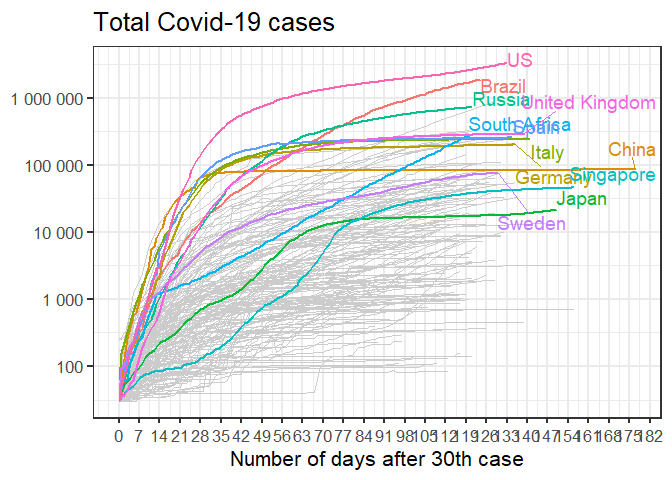 Total Covid-19 cases
US
Brazil
Russia
United Kingdom
South Africa
Spain
1 000 000
Italy
China
100 000
Germany
Singapore
Japan
10 000
Sweden
1 000
100
0 7 14 21 28 35 42 49 56 63 70 77 84 91 98 105 112 119 126 133 140 147 154 161 168 175 182
Number of days after 30th case